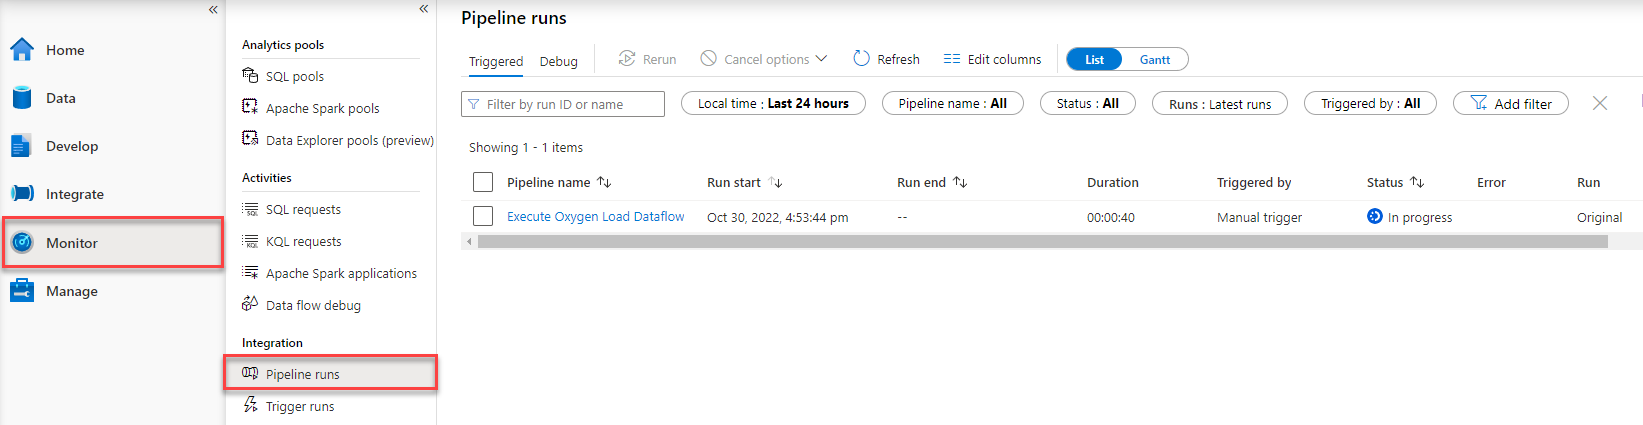 Home
Data
Develop
Integrate
Monitor
Manage
Analytics pools
SQL pools
Apache Spark pools
Data Explorer pools (preview)
Activities
SQL requests
KQL requests
Apache Spark applications
Data flow debug
Integration
Pipeline runs
Trigger runs
Pipeline runs
Triggered Debug Rerun Cancel options Refresh Edit columns List Gantt
Filter by run ID or name Local time : Last 24 hours Pipeline name : All Status : All Runs : Latest runs Triggered by : All Add filter
Showing 1 - 1 items
Pipeline name Run start Run end Duration Triggered by Status Error Run
Execute Oxygen Load Dataflow Oct 30, 2022, 4:53:44 pm -- 00:00:40 Manual trigger In progress Original